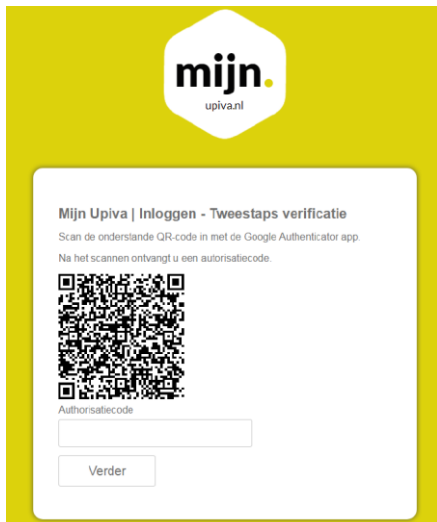 mijn.
upiva.nl
Mijn Upiva | Inloggen - Tweestaps verificatie
Scan de onderstande QR-code in met de Google Authenticator app.
Na het scannen ontvangt u een autorisatiecode.
Authorisatiecode
Verder